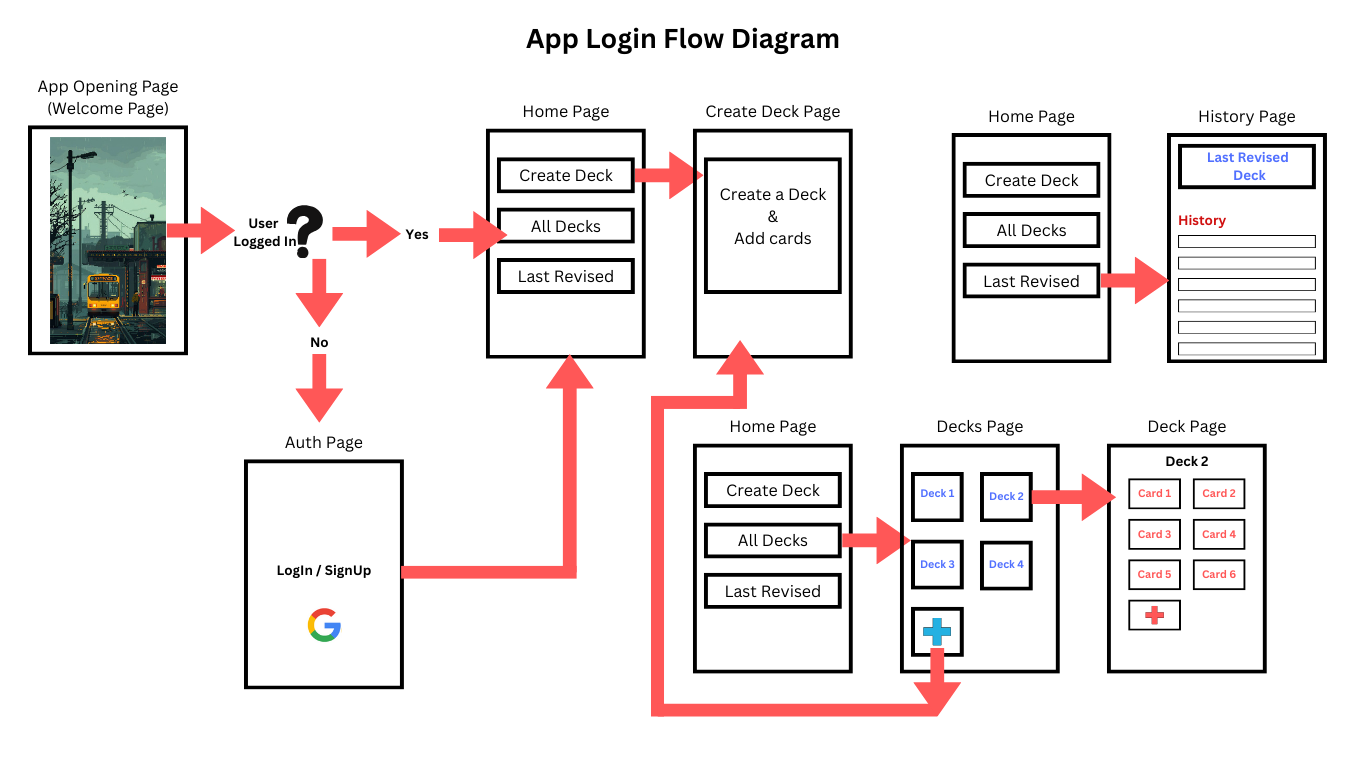 App Login Flow Diagram
App Opening Page
(Welcome Page)
User
Logged In
?
Yes
No
Auth Page
LogIn / SignUp
G
Home Page
Create Deck
All Decks
Last Revised
Create Deck Page
Create a Deck
&
Add cards
Home Page
Create Deck
All Decks
Last Revised
History Page
Last Revised
Deck
History
Home Page
Create Deck
All Decks
Last Revised
Decks Page
Deck 1
Deck 2
Deck 3
Deck 4
Deck Page
Deck 2
Card 1
Card 2
Card 3
Card 4
Card 5
Card 6